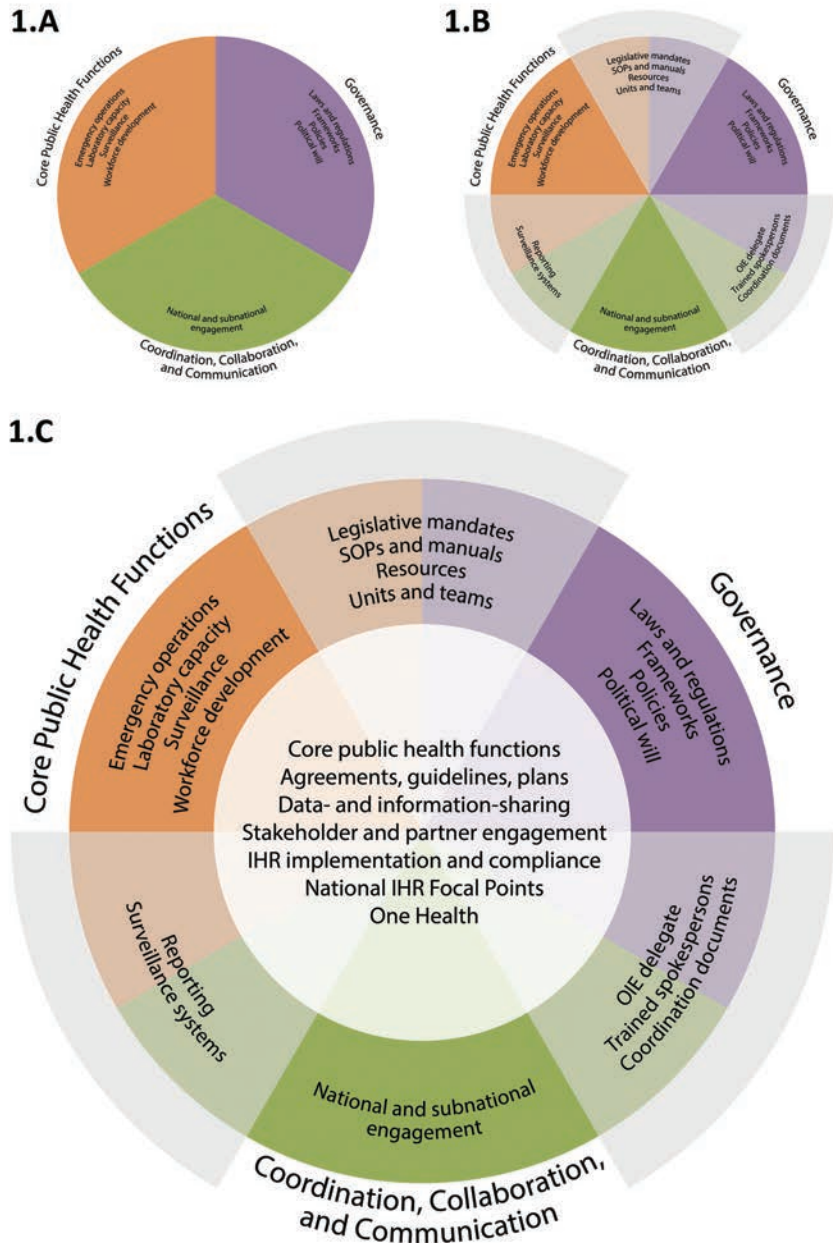 1.A
Core Public Health Functions
Emergency operations
Laboratory capacity
Surveillance
Workforce development
Governance
Laws and regulations
Frameworks
Policies
Political will
National and subnational
engagement
Coordination, Collaboration,
and Communication
1.B
Core Public Health Functions
Legislative mandates
SOPs and manuals
Resources
Units and teams
Governance
Emergency operations
Laboratory capacity
Surveillance
Workforce development
Laws and regulations
Frameworks
Policies
Political will
Reporting
Surveillance systems
OIE delegate
Trained spokespersons
Coordination documents
National and subnational
engagement
Coordination, Collaboration,
and Communication
1.C
Core Public Health Functions
Legislative mandates
SOPs and manuals
Resources
Units and teams
Governance
Emergency operations
Laboratory capacity
Surveillance
Workforce development
Laws and regulations
Frameworks
Policies
Political will
Core public health functions
Agreements, guidelines, plans
Data- and information-sharing
Stakeholder and partner engagement
IHR implementation and compliance
National IHR Focal Points
One Health
Reporting
Surveillance systems
OIE delegate
Trained spokespersons
Coordination documents
National and subnational
engagement
Coordination, Collaboration,
and Communication